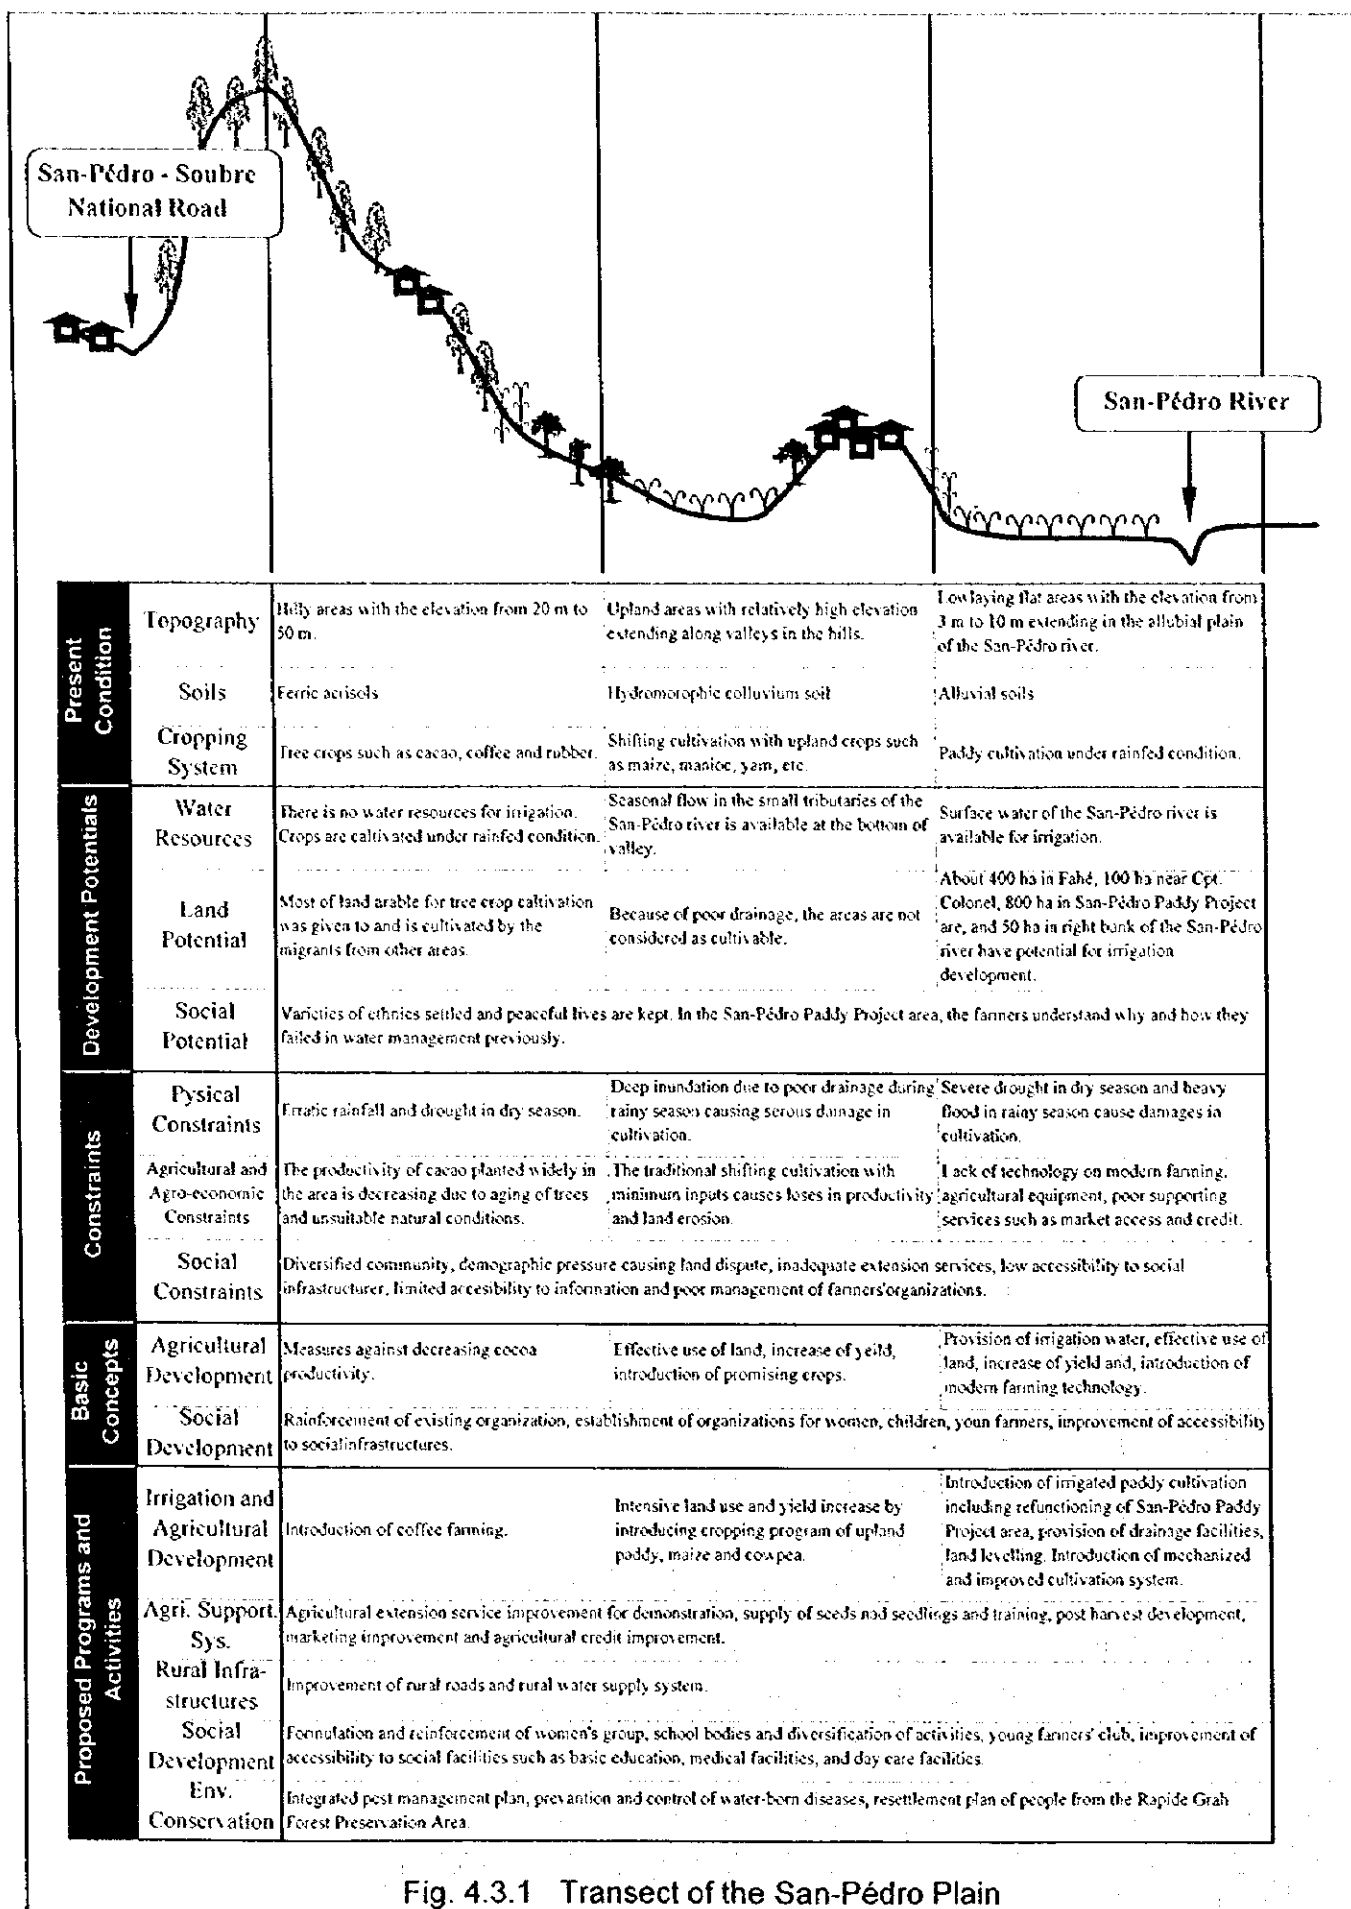 San-Pédro - Soubre
National Road
San-Pédro River
Present
Condition
Topography
Hilly areas with the elevation from 20 m to
50 m.
Upland areas with relatively high elevation
extending along valleys in the hills.
Low laying flat areas with the elevation from
3 m to 10 m extending in the allubial plain
of the San-Pédro river.
Soils
Ferric acrisols
Hydromorophic colluvium soil
Alluvial soils
Cropping
System
Tree crops such as cacao, coffee and rubber.
Shifting cultivation with upland crops such
as maize, manioc, yam, etc.
Paddy cultivation under rainfed condition.
Development Potentials
Water
Resources
There is no water resources for irrigation.
Crops are cultivated under rainfed condition.
Seasonal flow in the small tributaries of the
San-Pédro river is available at the bottom of
valley.
Surface water of the San-Pédro river is
available for irrigation.
Land
Potential
Most of land arable for tree crop cultivation
was given to and is cultivated by the
migrants from other areas.
Because of poor drainage, the areas are not
considered as cultivable.
About 400 ha in Fahé, 100 ha near Cpt.
Colonel, 800 ha in San-Pédro Paddy Project
are, and 50 ha in right bank of the San-Pédro
river have potential for irrigation
development.
Social
Potential
Varieties of ethnics settled and peaceful lives are kept. In the San-Pédro Paddy Project area, the farmers understand why and how they
failed in water management previously.
Constraints
Pysical
Constraints
Erratic rainfall and drought in dry season.
Deep inundation due to poor drainage during
rainy season causing serous damage in
cultivation.
Severe drought in dry season and heavy
flood in rainy season cause damages in
cultivation.
Agricultural and
Agro-economic
Constraints
The productivity of cacao planted widely in
the area is decreasing due to aging of trees
and unsuitable natural conditions.
The traditional shifting cultivation with
minimum inputs causes loses in productivity
and land erosion.
Lack of technology on modern farming,
agricultural equipment, poor supporting
services such as market access and credit.
Social
Constraints
Diversified community, demographic pressure causing land dispute, inadequate extension services, low accessibility to social
infrastructurer, limited accesibility to information and poor management of farmers'organizations.
Basic
Concepts
Agricultural
Development
Measures against decreasing cocoa
productivity.
Effective use of land, increase of yeild,
introduction of promising crops.
Provision of irrigation water, effective use of
land, increase of yield and, introduction of
modern farming technology.
Social
Development
Rainforcement of existing organization, establishment of organizations for women, children, youn farmers, improvement of accessibility
to social infrastructures.
Proposed Programs and
Activities
Irrigation and
Agricultural
Development
Introduction of coffee farming.
Intensive land use and yield increase by
introducing cropping program of upland
paddy, maize and cowpea.
Introduction of irrigated paddy cultivation
including refunctioning of San-Pédro Paddy
Project area, provision of drainage facilities,
land levelling. Introduction of mechanized
and improved cultivation system.
Agri. Support.
Sys.
Agricultural extension service improvement for demonstration, supply of seeds nad seedlings and training, post harvest development,
marketing improvement and agricultural credit improvement.
Rural Infra-
structures
Improvement of rural roads and rural water supply system.
Social
Development
Formulation and reinforcement of women's group, school bodies and diversification of activities, young farmers' club, improvement of
accessibility to social facilities such as basic education, medical facilities, and day care facilities.
Env.
Conservation
Integrated pest management plan, prevantion and control of water-born diseases, resettlement plan of people from the Rapide Grah
Forest Preservation Area.
Fig. 4.3.1 Transect of the San-Pédro Plain